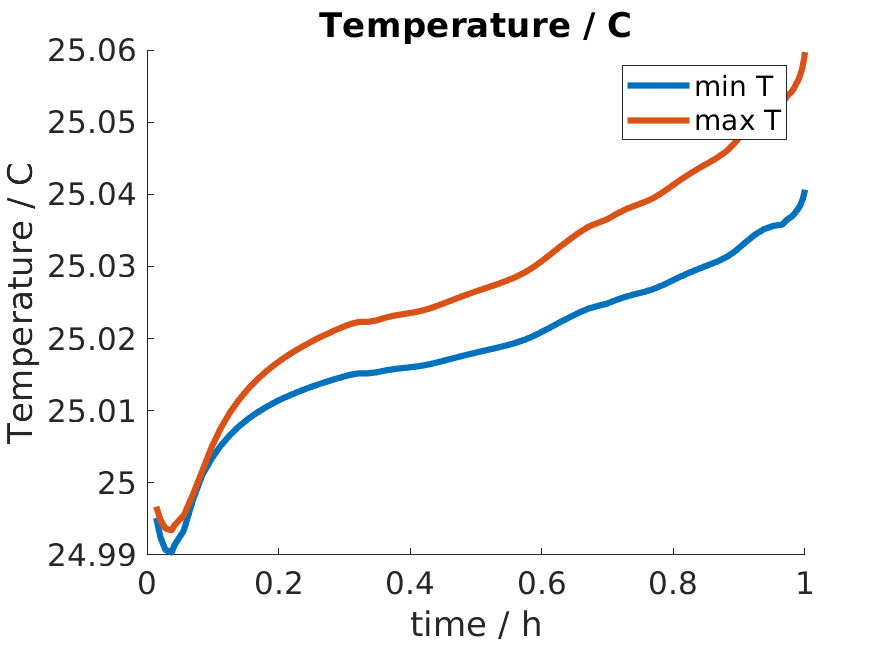 Temperature / C
25.06
25.05
25.04
25.03
25.02
25.01
25
24.99
Temperature / C
min T
max T
0 0.2 0.4 0.6 0.8 1
time / h